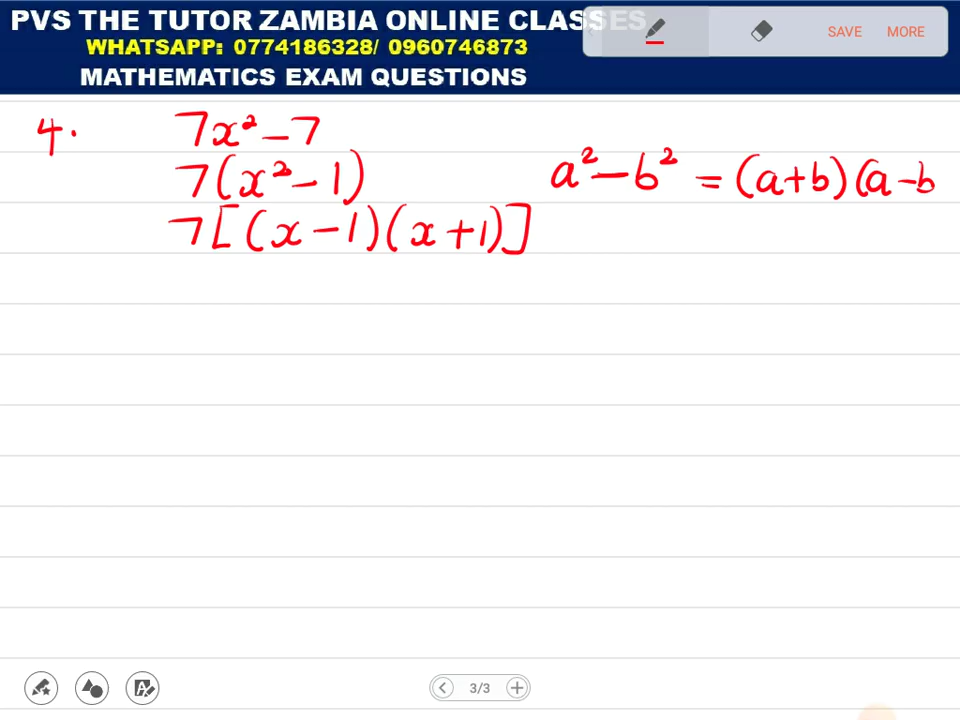 PVS THE TUTOR ZAMBIA ONLINE CLASSES
WHATSAPP: 0774186328/ 0960746873
MATHEMATICS EXAM QUESTIONS
SAVE MORE
4. 7x² – 7
7(x² – 1)
a² – b² = (a+b)(a–b
7[(x – 1)(x + 1)]
3/3